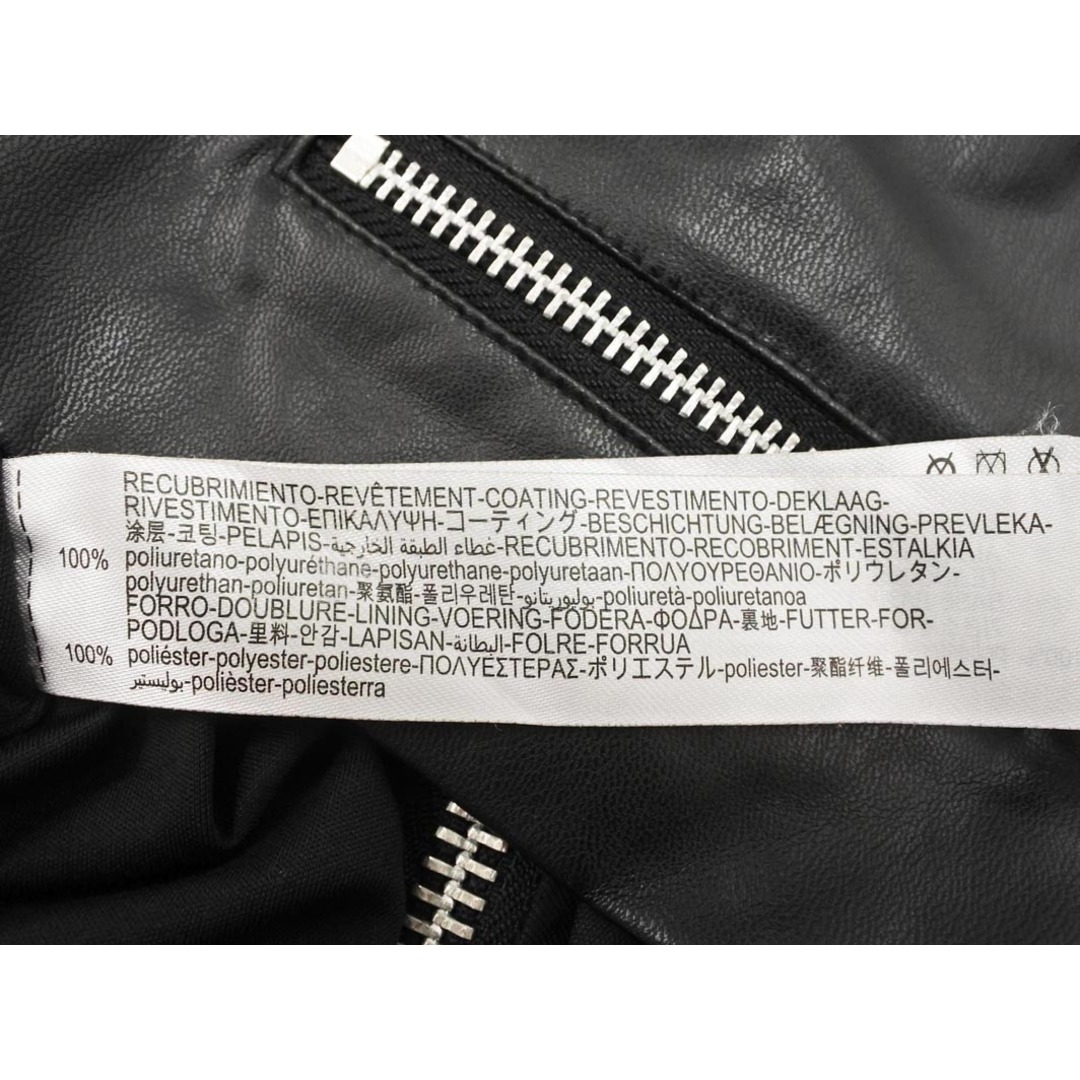 RECUBRIMIENTO-REVÊTEMENT-COATING-REVESTIMENTO-DEKLAAG-
RIVESTIMENTO-ΕΠΙΚΑΛΥΨΗ-コーティング-BESCHICHTUNG-BELÆGNING-PREVLEKA-
涂层-코팅-PELAPIS-غطاء الطبقة الخارجية-RECUBRIMENTO-RECOBRIMENT-ESTALKIA
100% poliuretano-polyuréthane-polyurethane-polyuretaan-ΠΟΛΥΟΥΡΕΘΑΝΙΟ-ポリウレタン-
polyurethan-poliuretan-聚氨酯-폴리우레탄-بوليوريتانو-poliuretà-poliuretanoa
FORRO-DOUBLURE-LINING-VOERING-FODERA-ΦΟΔΡΑ-裏地-FUTTER-FOR-
PODLOGA-里料-안감-LAPISAN-البطانة-FOLRE-FORRUA
100% poliéster-polyester-poliestere-ΠΟΛΥΕΣΤΕΡΑΣ-ポリエステル-poliester-聚酯纤维-폴리에스터-
بوليستير-polièster-poliesterra